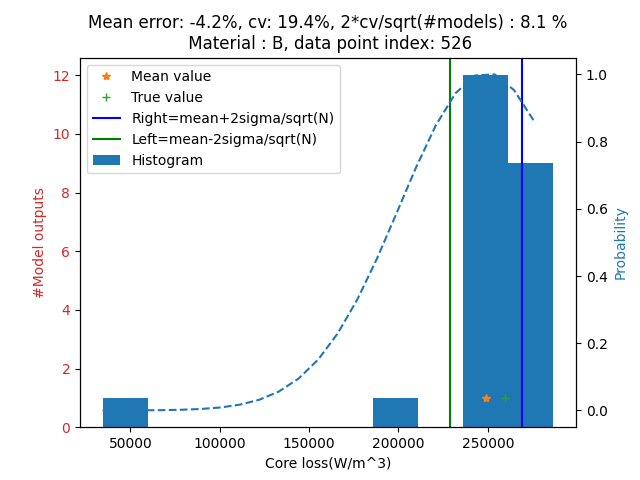 Mean error: -4.2%, cv: 19.4%, 2*cv/sqrt(#models) : 8.1 %
Material : B, data point index: 526
Mean value
True value
Right=mean+2sigma/sqrt(N)
Left=mean-2sigma/sqrt(N)
Histogram
#Model outputs
12
10
8
6
4
2
0
1.0
0.8
0.6
0.4
0.2
0.0
Probability
50000 100000 150000 200000 250000
Core loss(W/m^3)